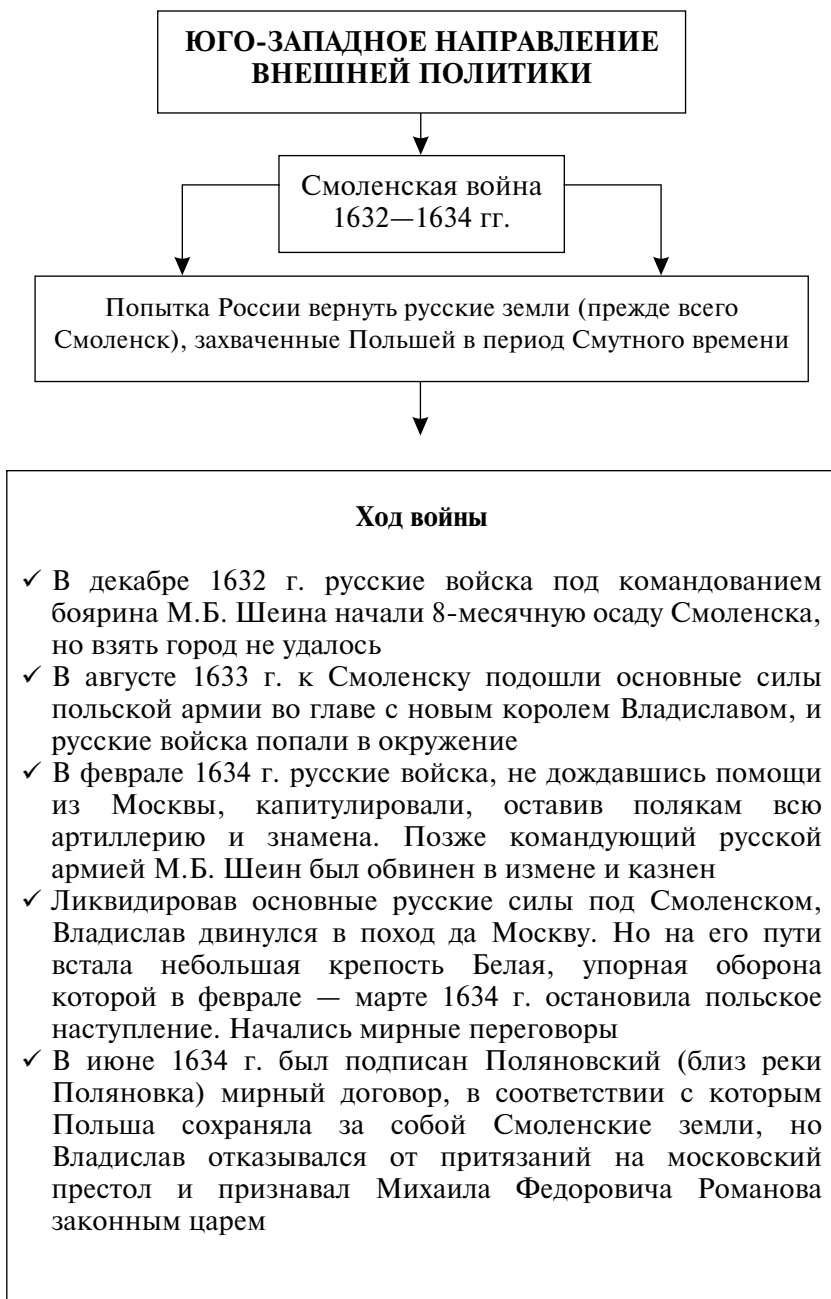 ЮГО-ЗАПАДНОЕ НАПРАВЛЕНИЕ
ВНЕШНЕЙ ПОЛИТИКИ
Смоленская война
1632—1634 гг.
Попытка России вернуть русские земли (прежде всего
Смоленск), захваченные Польшей в период Смутного времени
Ход войны
✓ В декабре 1632 г. русские войска под командованием
боярина М.Б. Шеина начали 8-месячную осаду Смоленска,
но взять город не удалось
✓ В августе 1633 г. к Смоленску подошли основные силы
польской армии во главе с новым королем Владиславом, и
русские войска попали в окружение
✓ В феврале 1634 г. русские войска, не дождавшись помощи
из Москвы, капитулировали, оставив полякам всю
артиллерию и знамена. Позже командующий русской
армией М.Б. Шеин был обвинен в измене и казнен
✓ Ликвидировав основные русские силы под Смоленском,
Владислав двинулся в поход да Москву. Но на его пути
встала небольшая крепость Белая, упорная оборона
которой в феврале — марте 1634 г. остановила польское
наступление. Начались мирные переговоры
✓ В июне 1634 г. был подписан Поляновский (близ реки
Поляновка) мирный договор, в соответствии с которым
Польша сохраняла за собой Смоленские земли, но
Владислав отказывался от притязаний на московский
престол и признавал Михаила Федоровича Романова
законным царем